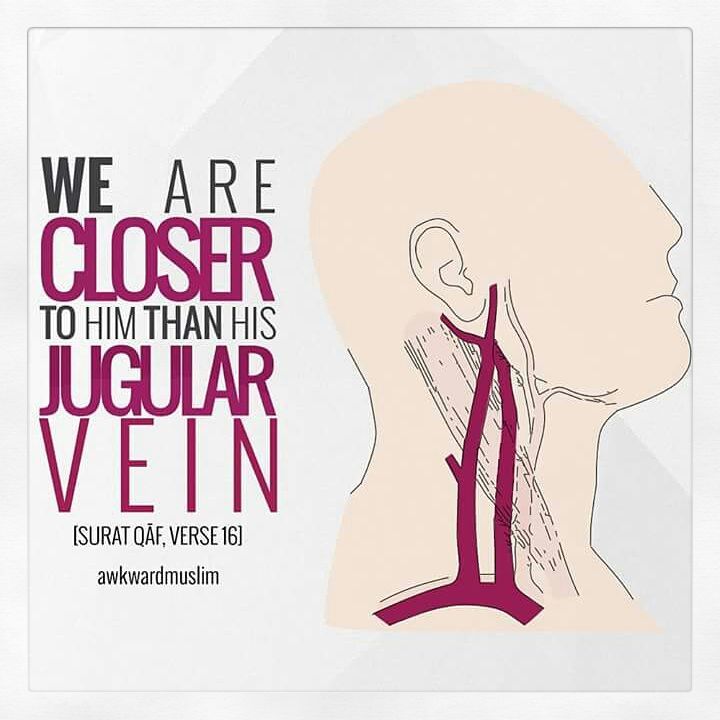 WE ARE
CLOSER
TO HIM THAN HIS
JUGULAR
VEIN
[SURAT QĀF, VERSE 16]
awkwardmuslim